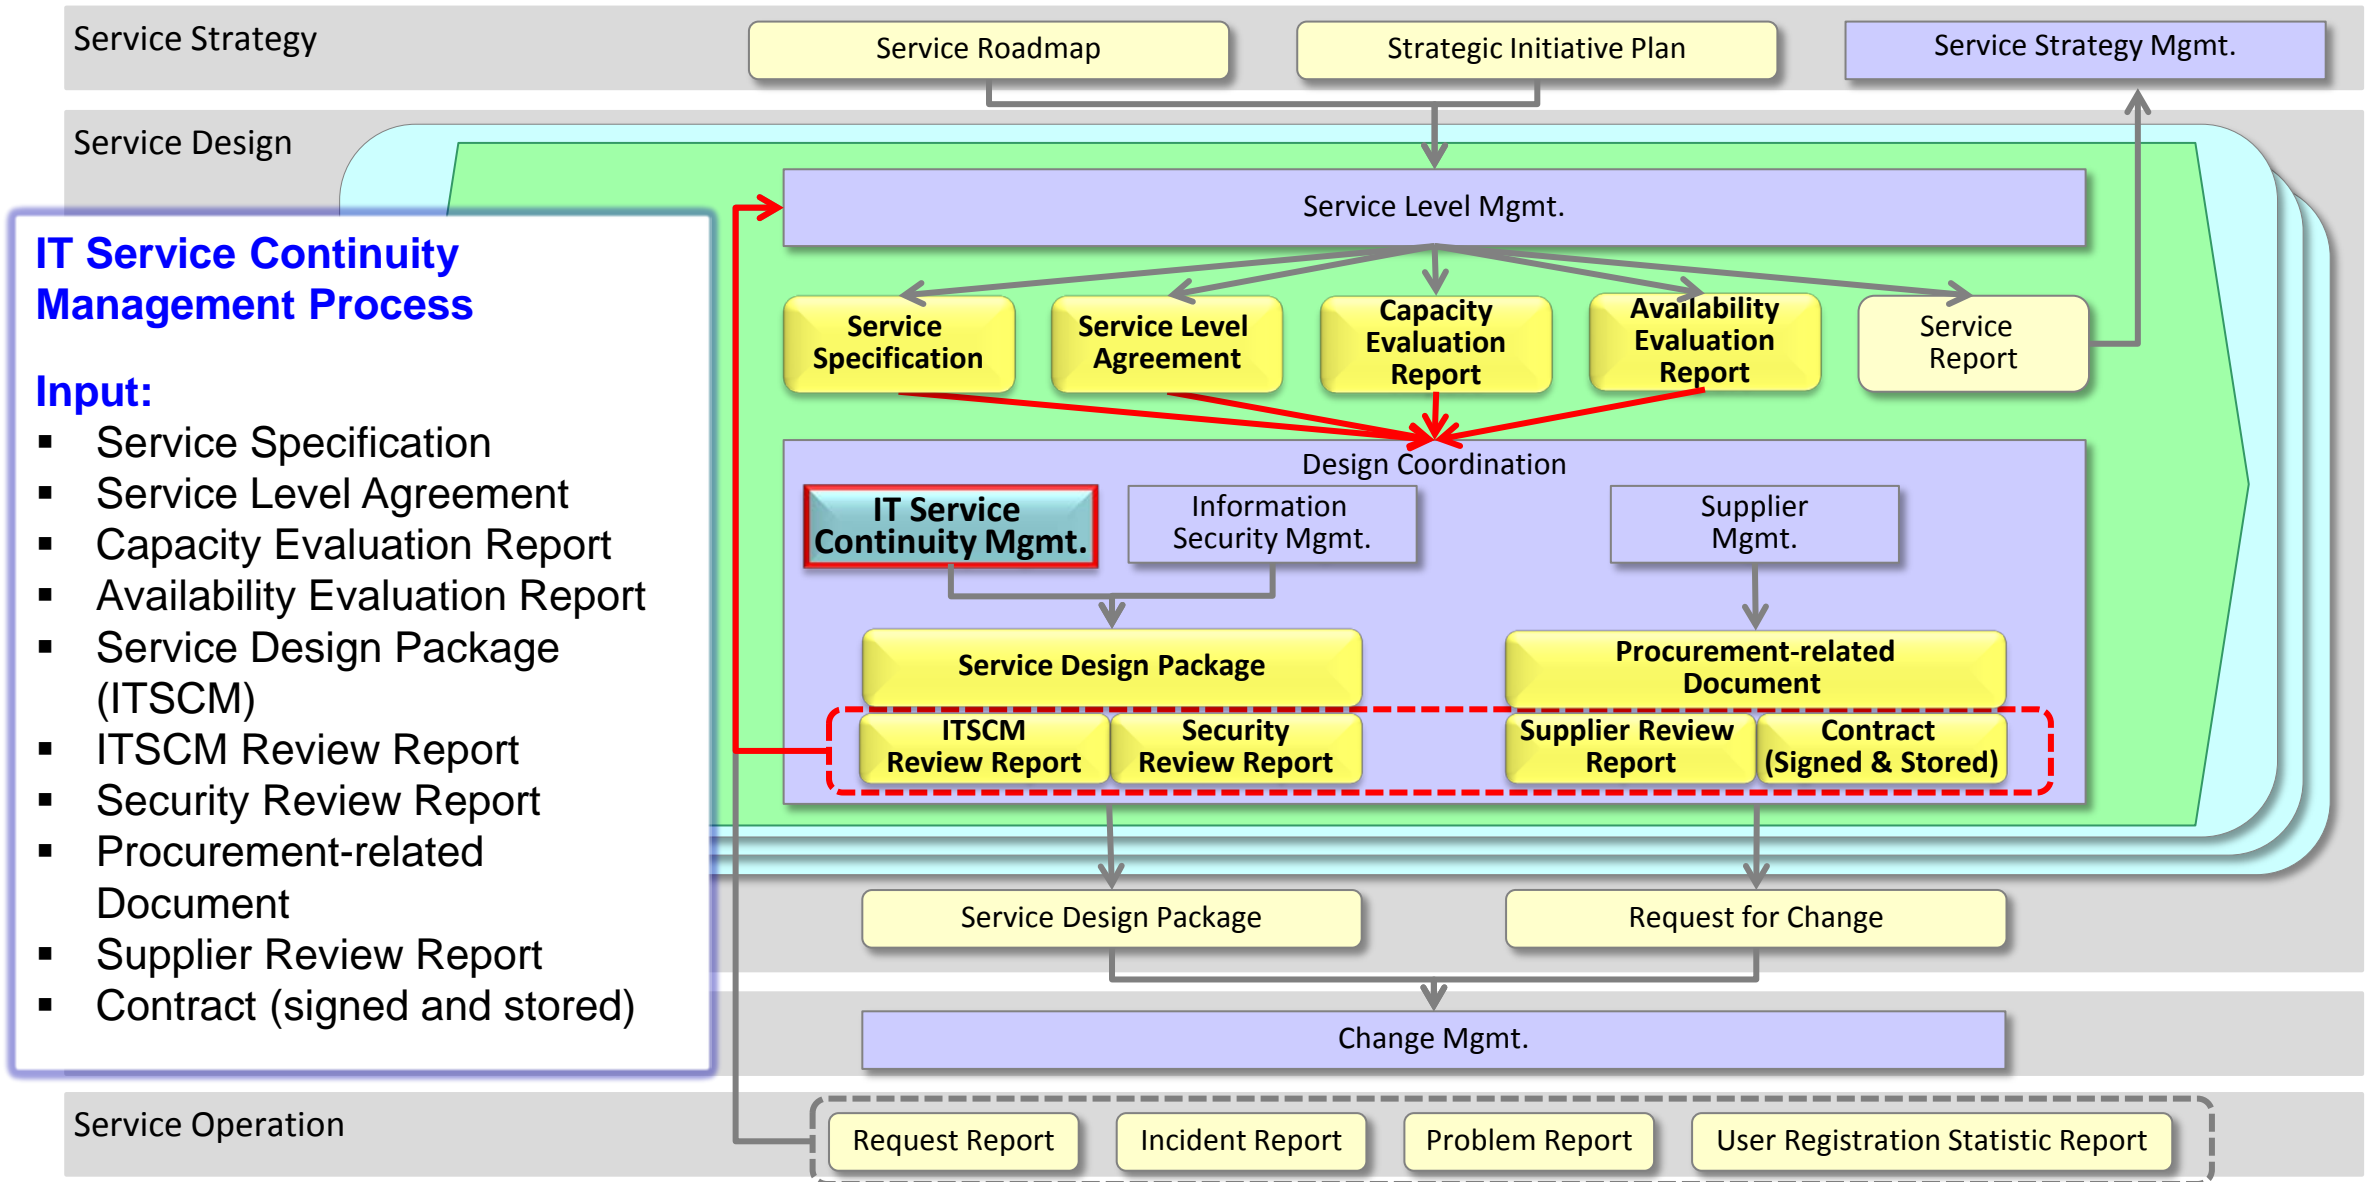 Service Strategy
Service Roadmap
Strategic Initiative Plan
Service Strategy Mgmt.
Service Design
Service Level Mgmt.
IT Service Continuity
Management Process
Input:
▪ Service Specification
▪ Service Level Agreement
▪ Capacity Evaluation Report
▪ Availability Evaluation Report
▪ Service Design Package
(ITSCM)
▪ ITSCM Review Report
▪ Security Review Report
▪ Procurement-related
Document
▪ Supplier Review Report
▪ Contract (signed and stored)
Service
Specification
Service Level
Agreement
Capacity
Evaluation
Report
Availability
Evaluation
Report
Service
Report
Design Coordination
IT Service
Continuity Mgmt.
Information
Security Mgmt.
Supplier
Mgmt.
Service Design Package
Procurement-related
Document
ITSCM
Review Report
Security
Review Report
Supplier Review
Report
Contract
(Signed & Stored)
Service Design Package
Request for Change
Change Mgmt.
Service Operation
Request Report
Incident Report
Problem Report
User Registration Statistic Report